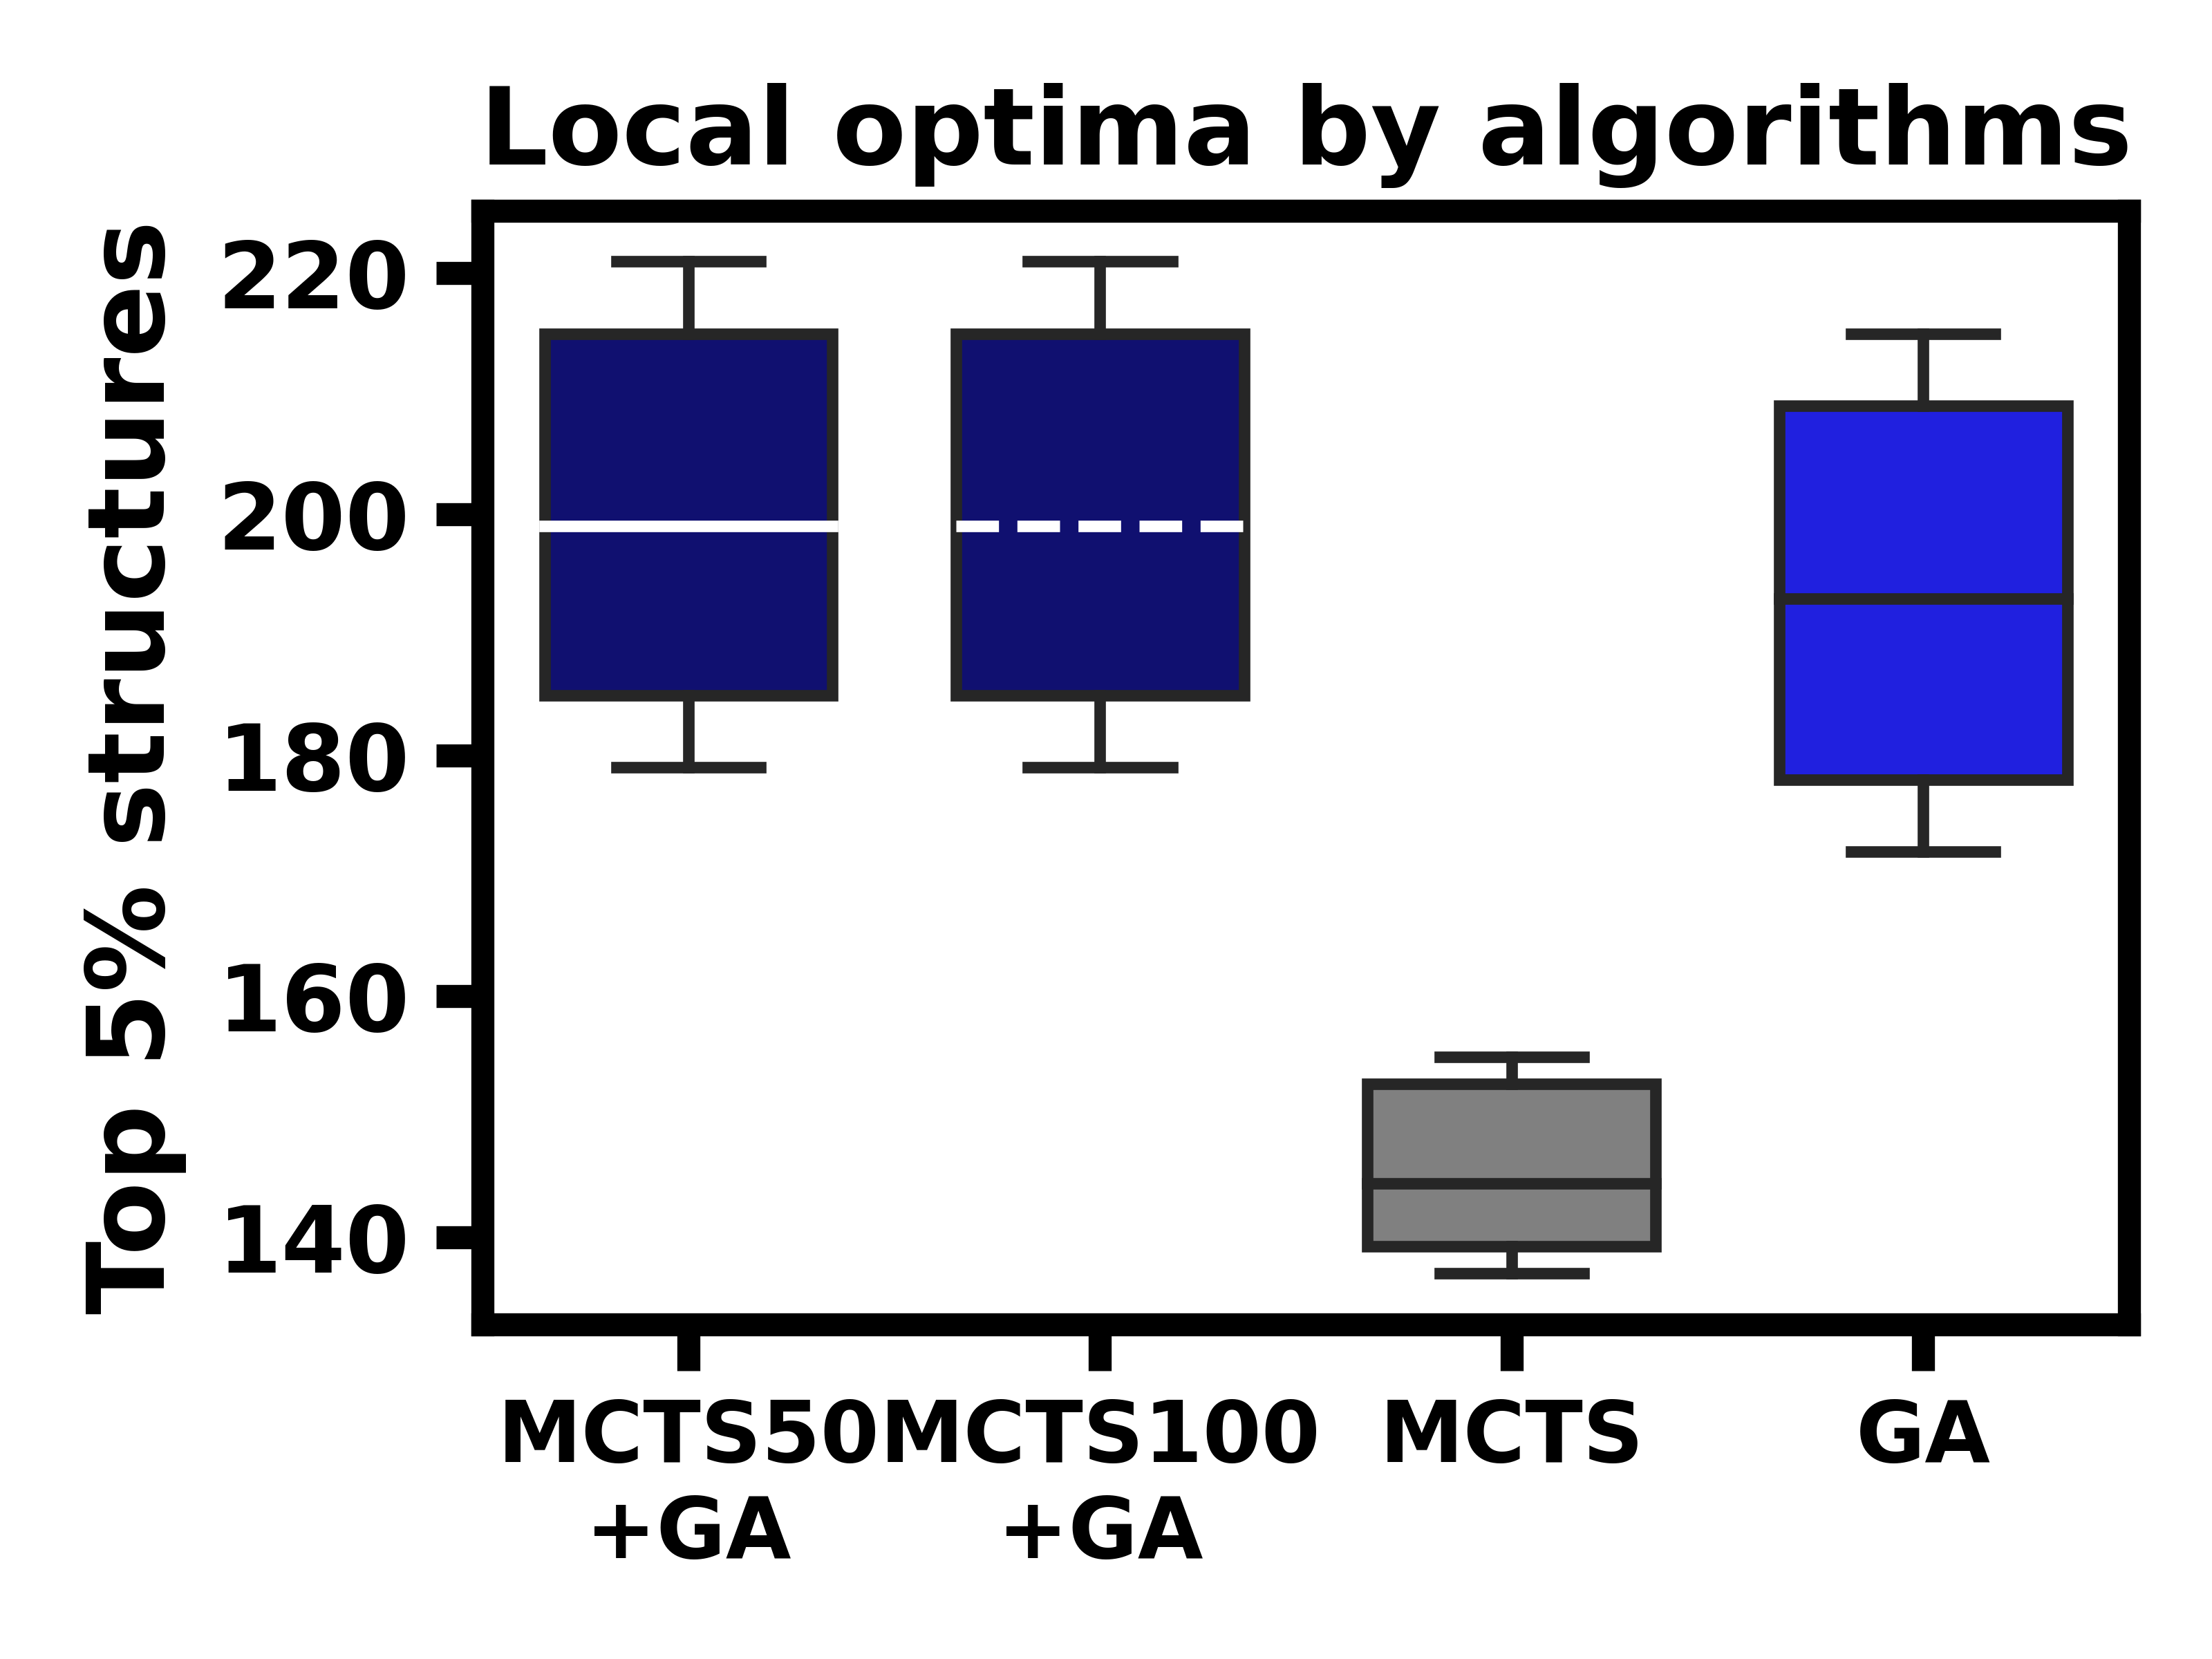 Local optima by algorithms
Top 5% structures
220
200
180
160
140
MCTS50 MCTS100 MCTS GA
+GA +GA